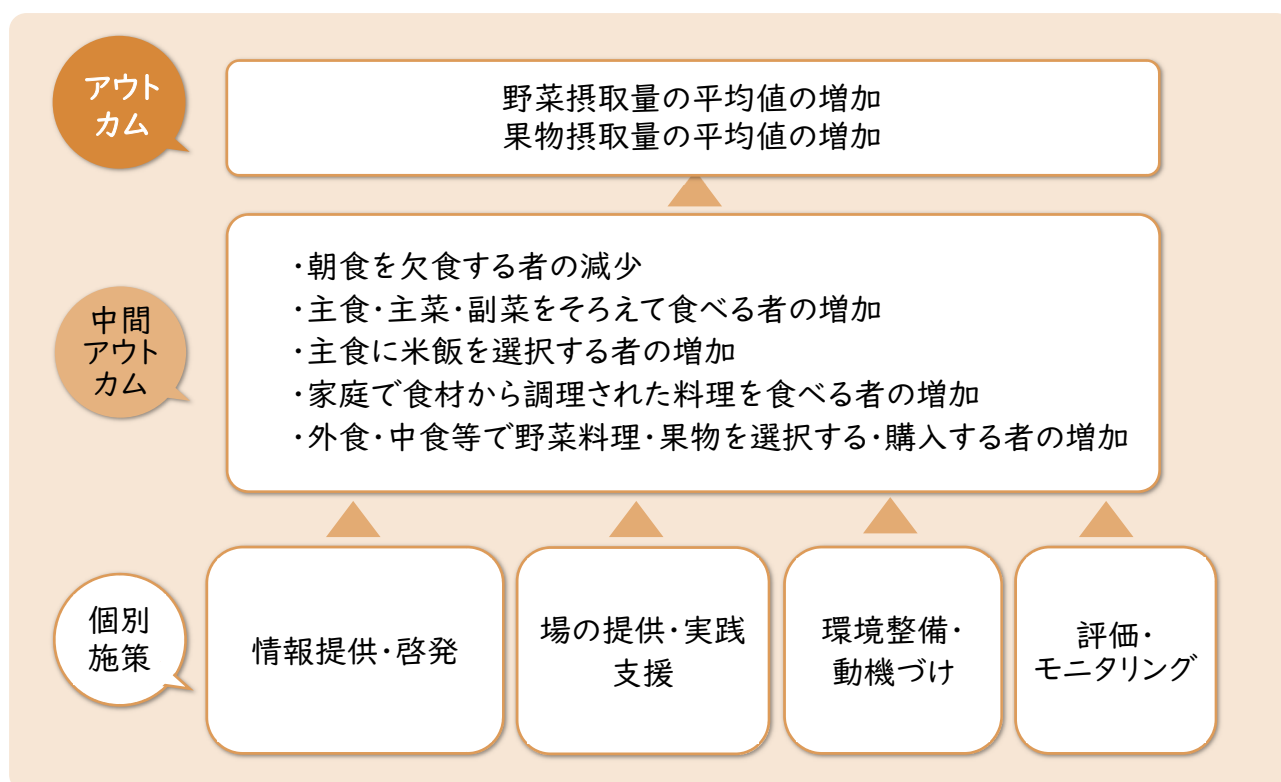 アウト
カム
野菜摂取量の平均値の増加
果物摂取量の平均値の増加
中間
アウト
カム
・朝食を欠食する者の減少
・主食・主菜・副菜をそろえて食べる者の増加
・主食に米飯を選択する者の増加
・家庭で食材から調理された料理を食べる者の増加
・外食・中食等で野菜料理・果物を選択する・購入する者の増加
個別
施策
情報提供・啓発
場の提供・実践
支援
環境整備・
動機づけ
評価・
モニタリング